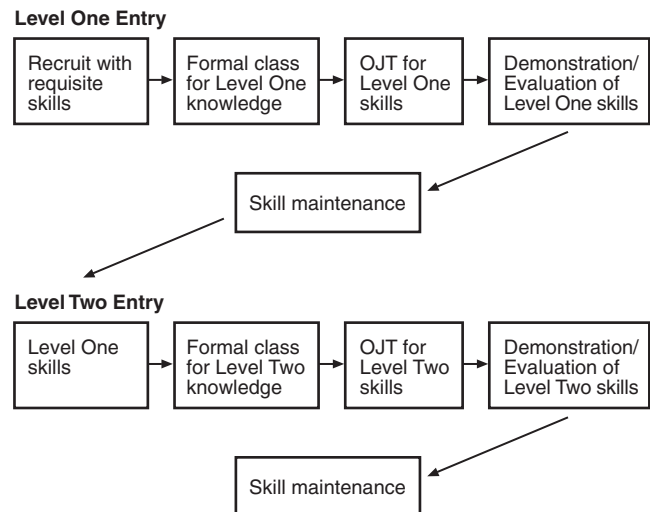 Level One Entry
Recruit with
requisite
skills
Formal class
for Level One
knowledge
OJT for
Level One
skills
Demonstration/
Evaluation of
Level One skills
Skill maintenance
Level Two Entry
Level One
skills
Formal class
for Level Two
knowledge
OJT for
Level Two
skills
Demonstration/
Evaluation of
Level Two skills
Skill maintenance